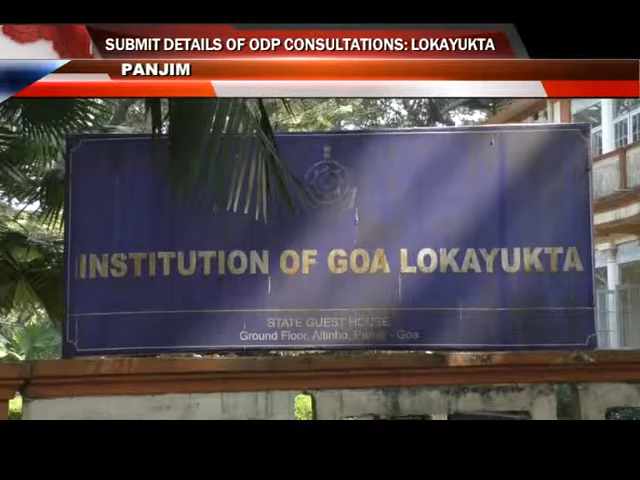 SUBMIT DETAILS OF ODP CONSULTATIONS: LOKAYUKTA
PANJIM
INSTITUTION OF GOA LOKAYUKTA
STATE GUEST HOUSE
Ground Floor, Altinho, Panaji - Goa